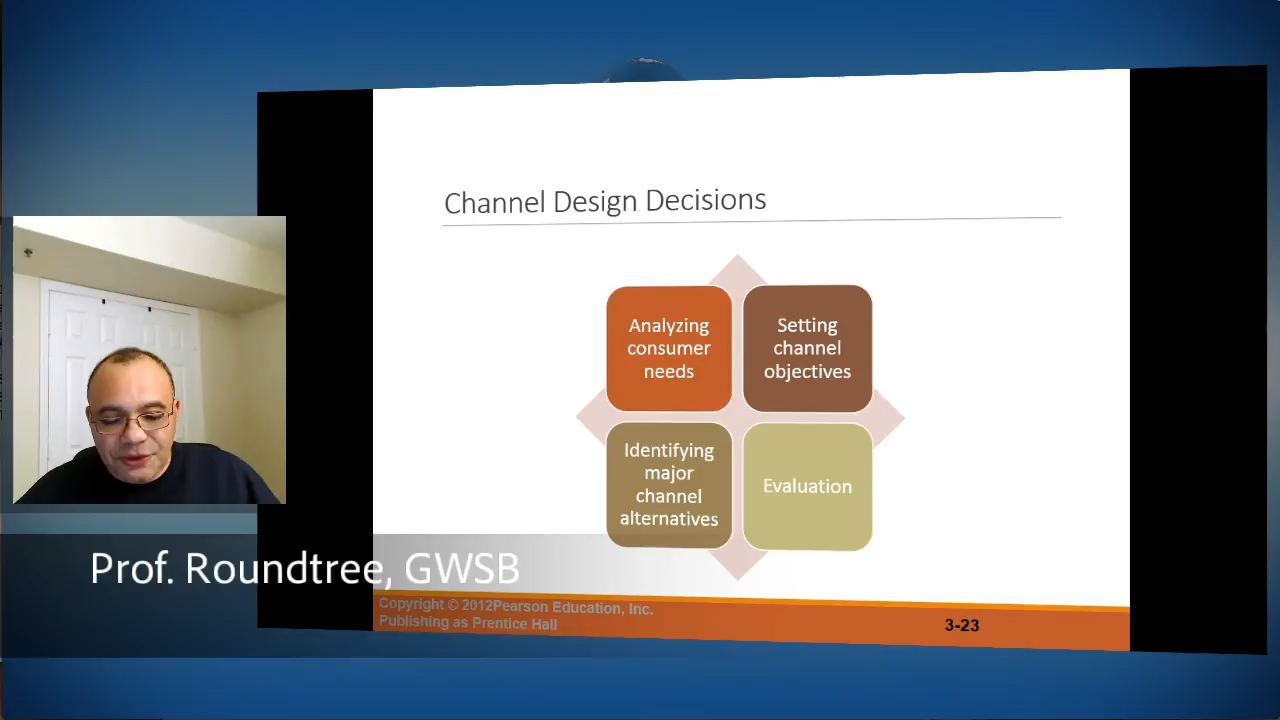 Channel Design Decisions
Analyzing
consumer
needs
Setting
channel
objectives
Identifying
major
channel
alternatives
Evaluation
Prof. Roundtree, GWSB
Copyright © 2012Pearson Education, Inc.
Publishing as Prentice Hall
3-23